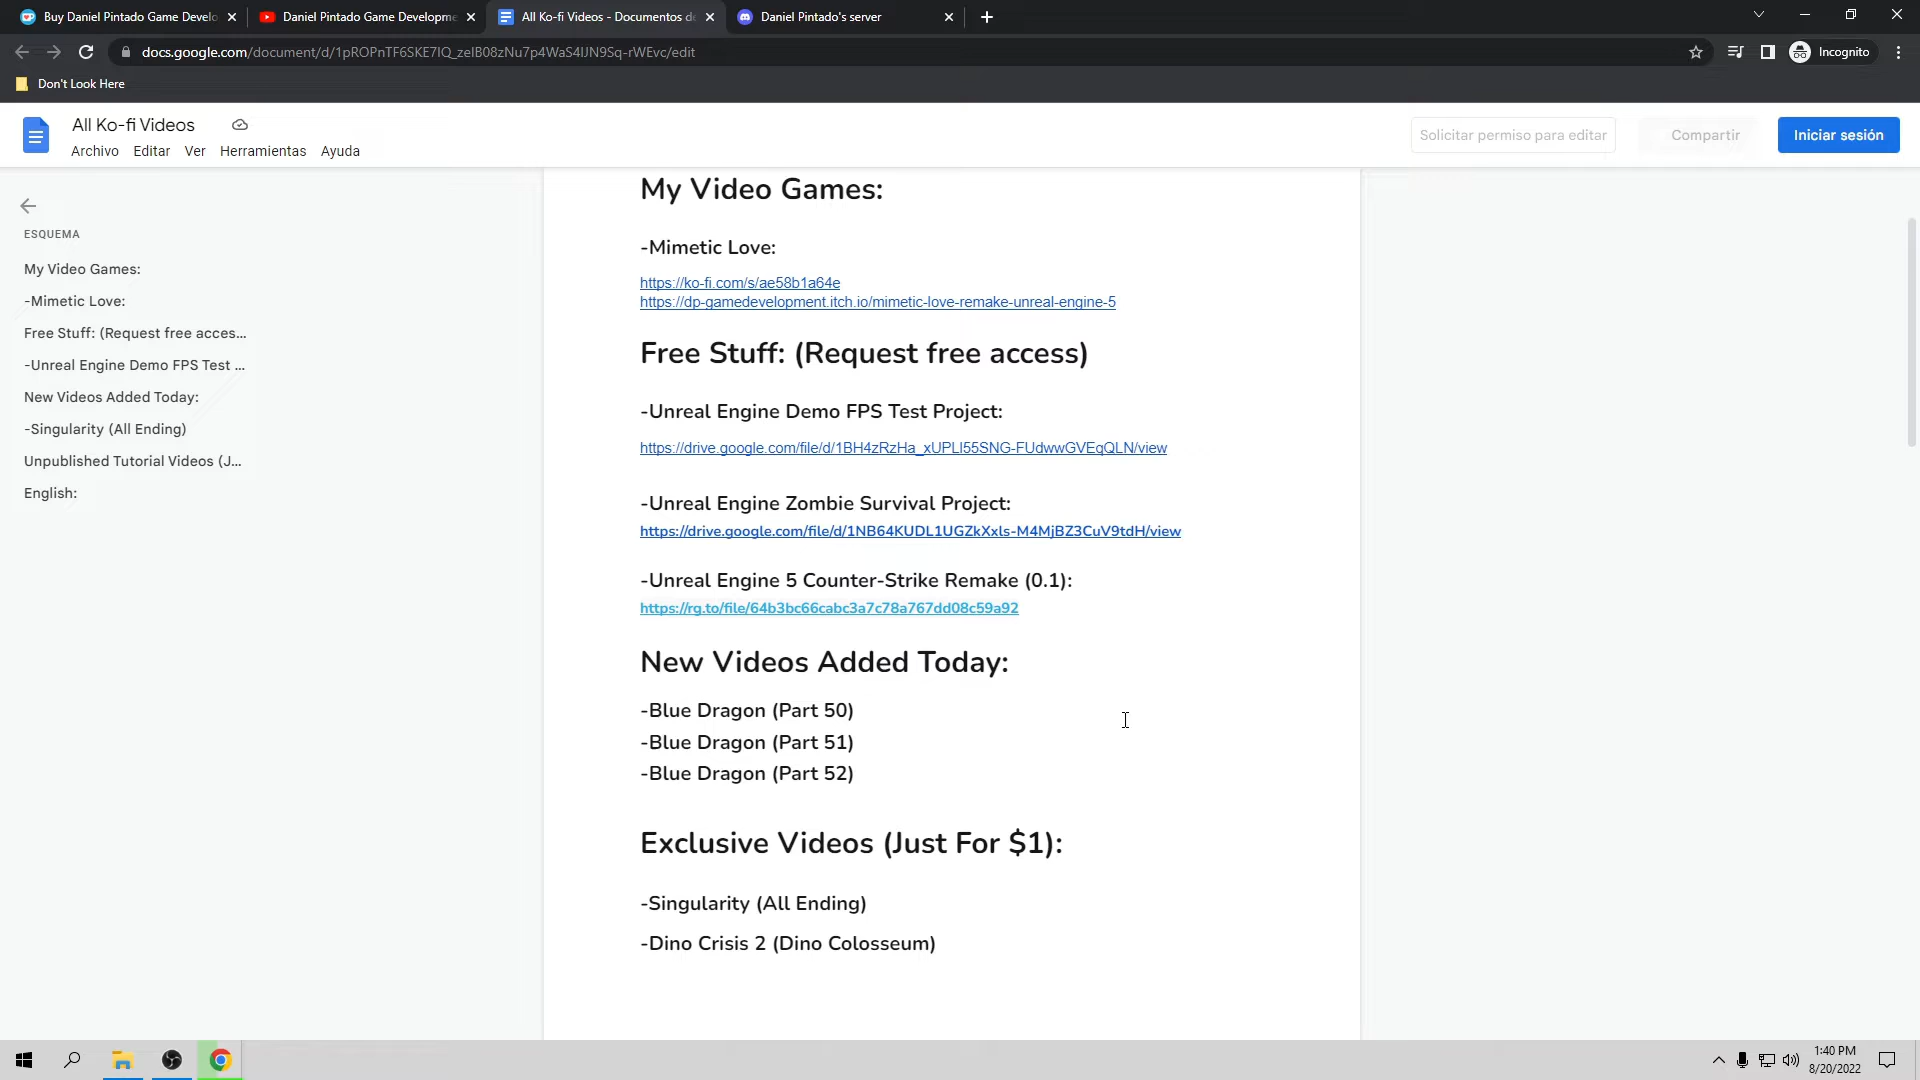 Buy Daniel Pintado Game Develo
Daniel Pintado Game Developme
All Ko-fi Videos - Documentos de
Daniel Pintado's server
docs.google.com/document/d/1pROPnTF6SKE7IQ_zeIB08zNu7p4WaS4IJN9Sq-rWEvc/edit
Incognito
Don't Look Here
All Ko-fi Videos
Archivo Editar Ver Herramientas Ayuda
Solicitar permiso para editar
Compartir
Iniciar sesión
ESQUEMA
My Video Games:
-Mimetic Love:
Free Stuff: (Request free acces...
-Unreal Engine Demo FPS Test ...
New Videos Added Today:
-Singularity (All Ending)
Unpublished Tutorial Videos (J...
English:
My Video Games:
-Mimetic Love:
https://ko-fi.com/s/ae58b1a64e
https://dp-gamedevelopment.itch.io/mimetic-love-remake-unreal-engine-5
Free Stuff: (Request free access)
-Unreal Engine Demo FPS Test Project:
https://drive.google.com/file/d/1BH4zRzHa_xUPLl55SNG-FUdwwGVEqQLN/view
-Unreal Engine Zombie Survival Project:
https://drive.google.com/file/d/1NB64KUDL1UGZkXxls-M4MjBZ3CuV9tdH/view
-Unreal Engine 5 Counter-Strike Remake (0.1):
https://rg.to/file/64b3bc66cabc3a7c78a767dd08c59a92
New Videos Added Today:
-Blue Dragon (Part 50)
-Blue Dragon (Part 51)
-Blue Dragon (Part 52)
Exclusive Videos (Just For $1):
-Singularity (All Ending)
-Dino Crisis 2 (Dino Colosseum)
1:40 PM
8/20/2022